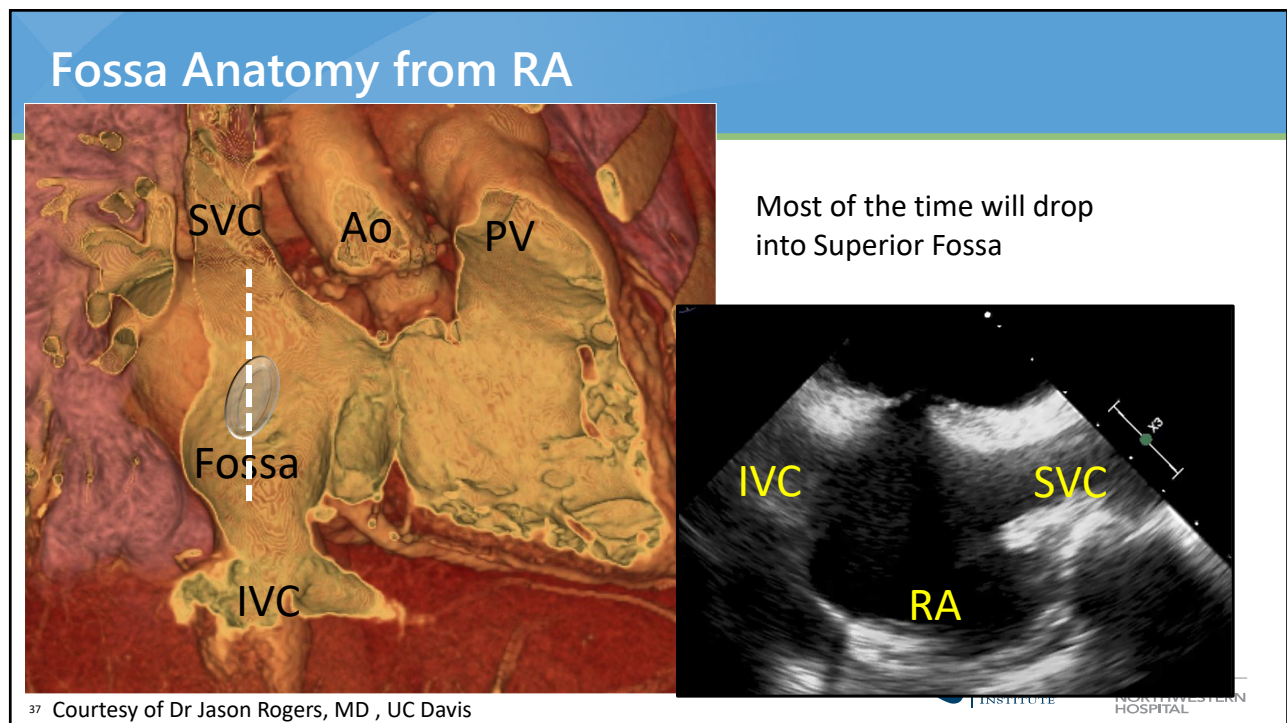 Fossa Anatomy from RA
SVC
Ao
PV
Fossa
IVC
Most of the time will drop
into Superior Fossa
X3
IVC
SVC
RA
37 Courtesy of Dr Jason Rogers, MD , UC Davis
INSTITUTE
NORTHWESTERN
HOSPITAL